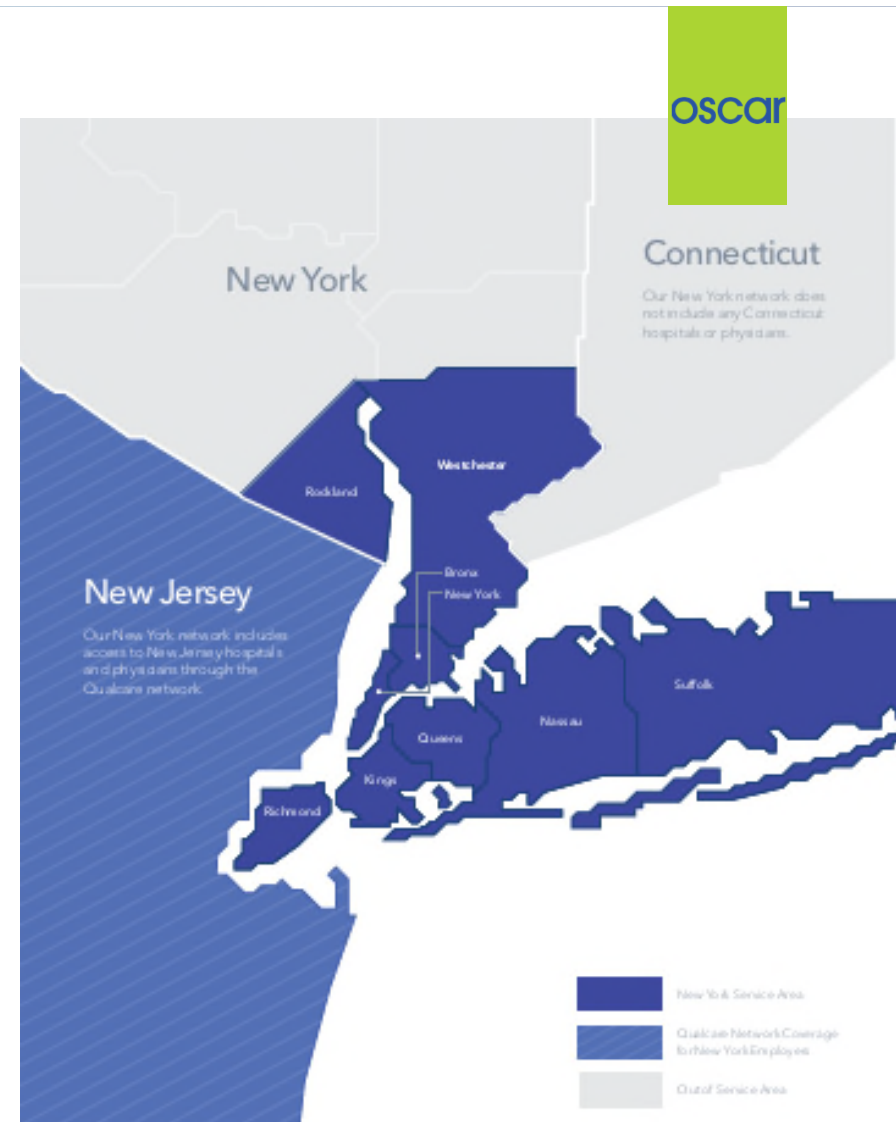 oscar
Connecticut
Our New York network does
not include any Connecticut
hospitals or physicians.
New York
Westchester
Rockland
Bronx
New York
New Jersey
Our New York network includes
access to New Jersey hospitals
and physicians through the
Qualcare network.
Suffolk
Nassau
Queens
Kings
Richmond
New York Service Area
Qualcare Network Coverage
for New York Employers
Out of Service Area